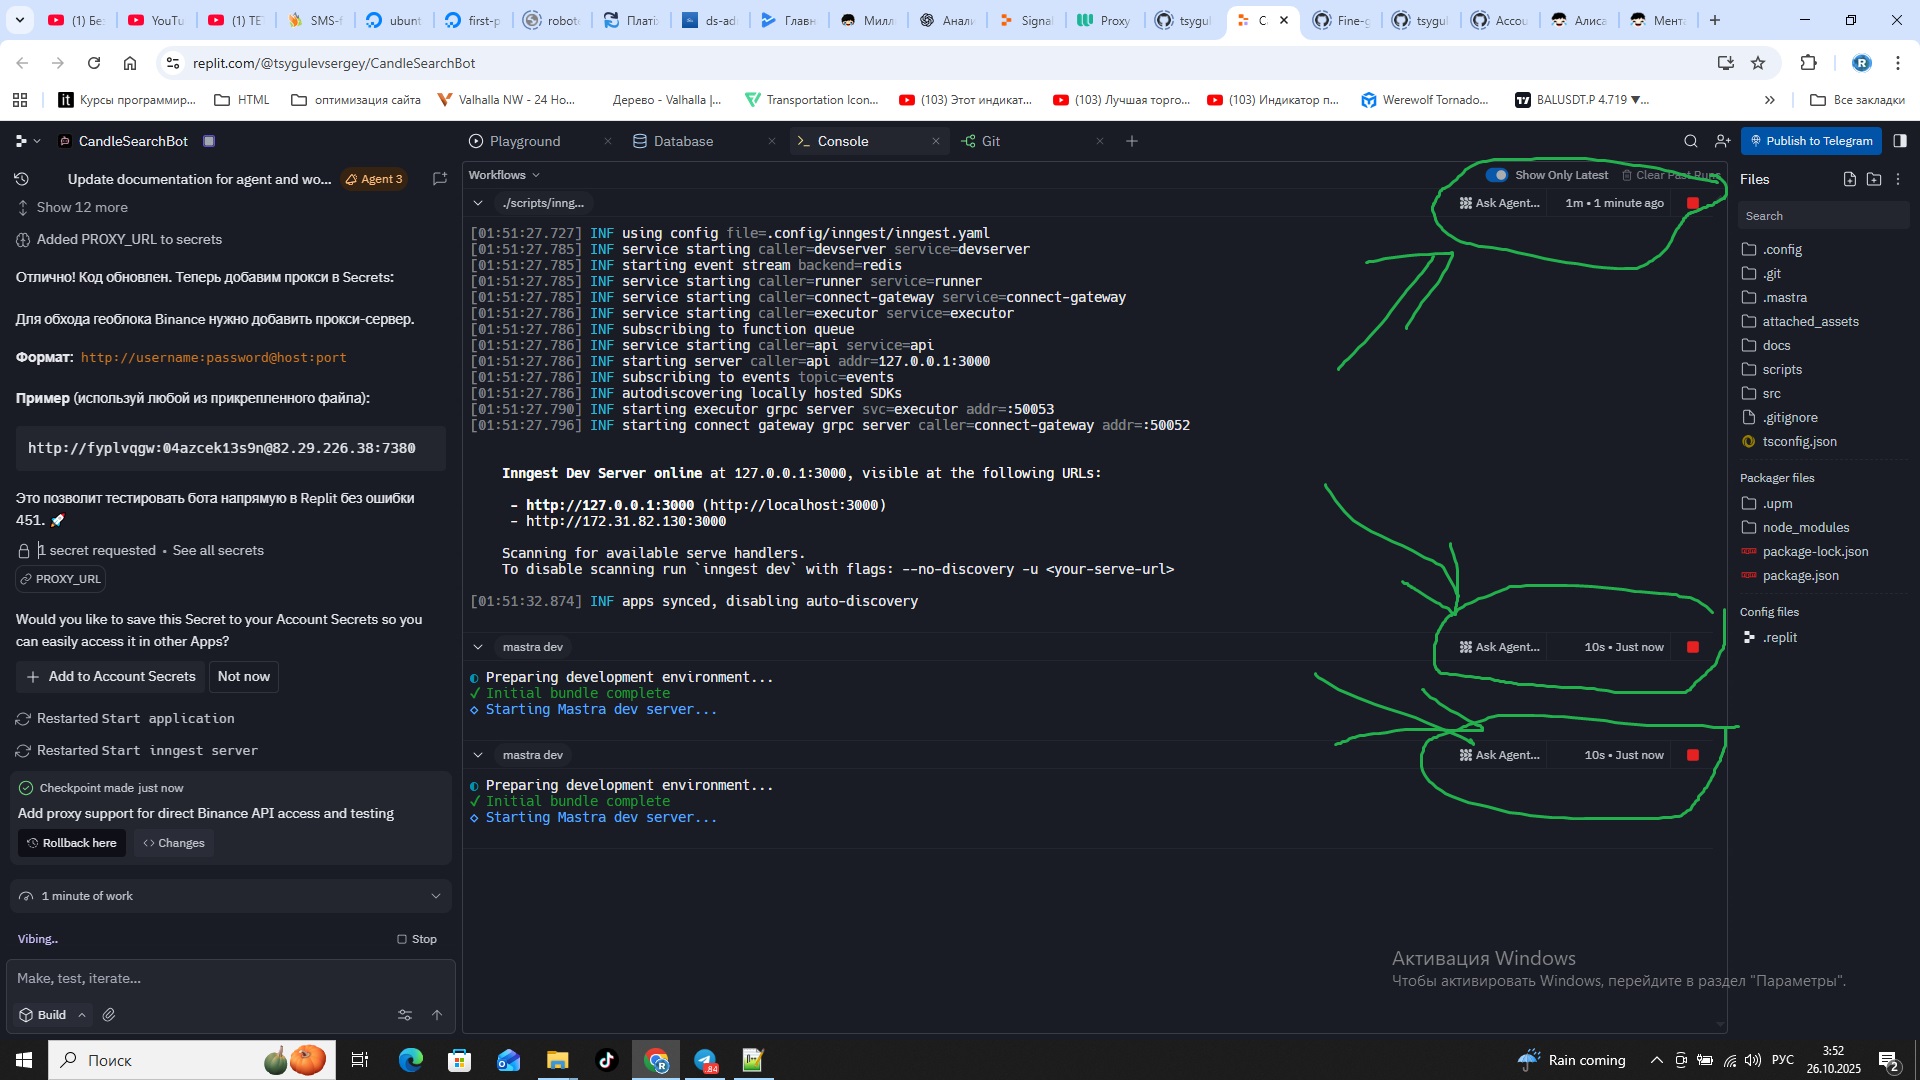 (1) Бе:
YouTu
(1) TE
SMS-
ubunt
first-p
robot
Платі
ds-ad
Главн
Милл
Анали
Signal
Proxy
tsygul
C
Fine-g
tsygul
Accou
Алиса
Мента
replit.com/@tsygulevsergey/CandleSearchBot
Курсы программир...
HTML
оптимизация сайта
Valhalla NW - 24 Ho...
Дерево - Valhalla |...
Transportation Icon...
(103) Этот индикат...
(103) Лучшая торго...
(103) Индикатор п...
Werewolf Tornado...
BALUSDT.P 4.719 ▼...
Все закладки
CandleSearchBot
Playground
Database
Console
Git
Publish to Telegram
Update documentation for agent and wo...
Agent 3
Show 12 more
Added PROXY_URL to secrets
Отлично! Код обновлен. Теперь добавим прокси в Secrets:
Для обхода геоблока Binance нужно добавить прокси-сервер.
Формат: http://username:password@host:port
Пример (используй любой из прикрепленного файла):
http://fyplvqgw:04azcek13s9n@82.29.226.38:7380
Это позволит тестировать бота напрямую в Replit без ошибки
451. 🚀
1 secret requested • See all secrets
PROXY_URL
Would you like to save this Secret to your Account Secrets so you
can easily access it in other Apps?
Add to Account Secrets
Not now
Restarted Start application
Restarted Start inngest server
Checkpoint made just now
Add proxy support for direct Binance API access and testing
Rollback here
Changes
1 minute of work
Vibing..
Stop
Make, test, iterate...
Build
Workflows
Show Only Latest
Clear Past Runs
./scripts/inng...
Ask Agent...
1m • 1 minute ago
[01:51:27.727] INF using config file=.config/inngest/inngest.yaml
[01:51:27.785] INF service starting caller=devserver service=devserver
[01:51:27.785] INF starting event stream backend=redis
[01:51:27.785] INF service starting caller=runner service=runner
[01:51:27.785] INF service starting caller=connect-gateway service=connect-gateway
[01:51:27.786] INF service starting caller=executor service=executor
[01:51:27.786] INF subscribing to function queue
[01:51:27.786] INF service starting caller=api service=api
[01:51:27.786] INF starting server caller=api addr=127.0.0.1:3000
[01:51:27.786] INF subscribing to events topic=events
[01:51:27.786] INF autodiscovering locally hosted SDKs
[01:51:27.790] INF starting executor grpc server svc=executor addr=:50053
[01:51:27.796] INF starting connect gateway grpc server caller=connect-gateway addr=:50052
Inngest Dev Server online at 127.0.0.1:3000, visible at the following URLs:
- http://127.0.0.1:3000 (http://localhost:3000)
- http://172.31.82.130:3000
Scanning for available serve handlers.
To disable scanning run `inngest dev` with flags: --no-discovery -u <your-serve-url>
[01:51:32.874] INF apps synced, disabling auto-discovery
mastra dev
Ask Agent...
10s • Just now
Preparing development environment...
✓ Initial bundle complete
◇ Starting Mastra dev server...
mastra dev
Ask Agent...
10s • Just now
Preparing development environment...
✓ Initial bundle complete
◇ Starting Mastra dev server...
Files
Search
.config
.git
.mastra
attached_assets
docs
scripts
src
.gitignore
tsconfig.json
Packager files
.upm
node_modules
package-lock.json
package.json
Config files
.replit
Активация Windows
Чтобы активировать Windows, перейдите в раздел "Параметры".
Поиск
84
Rain coming
РУС
3:52
26.10.2025
2